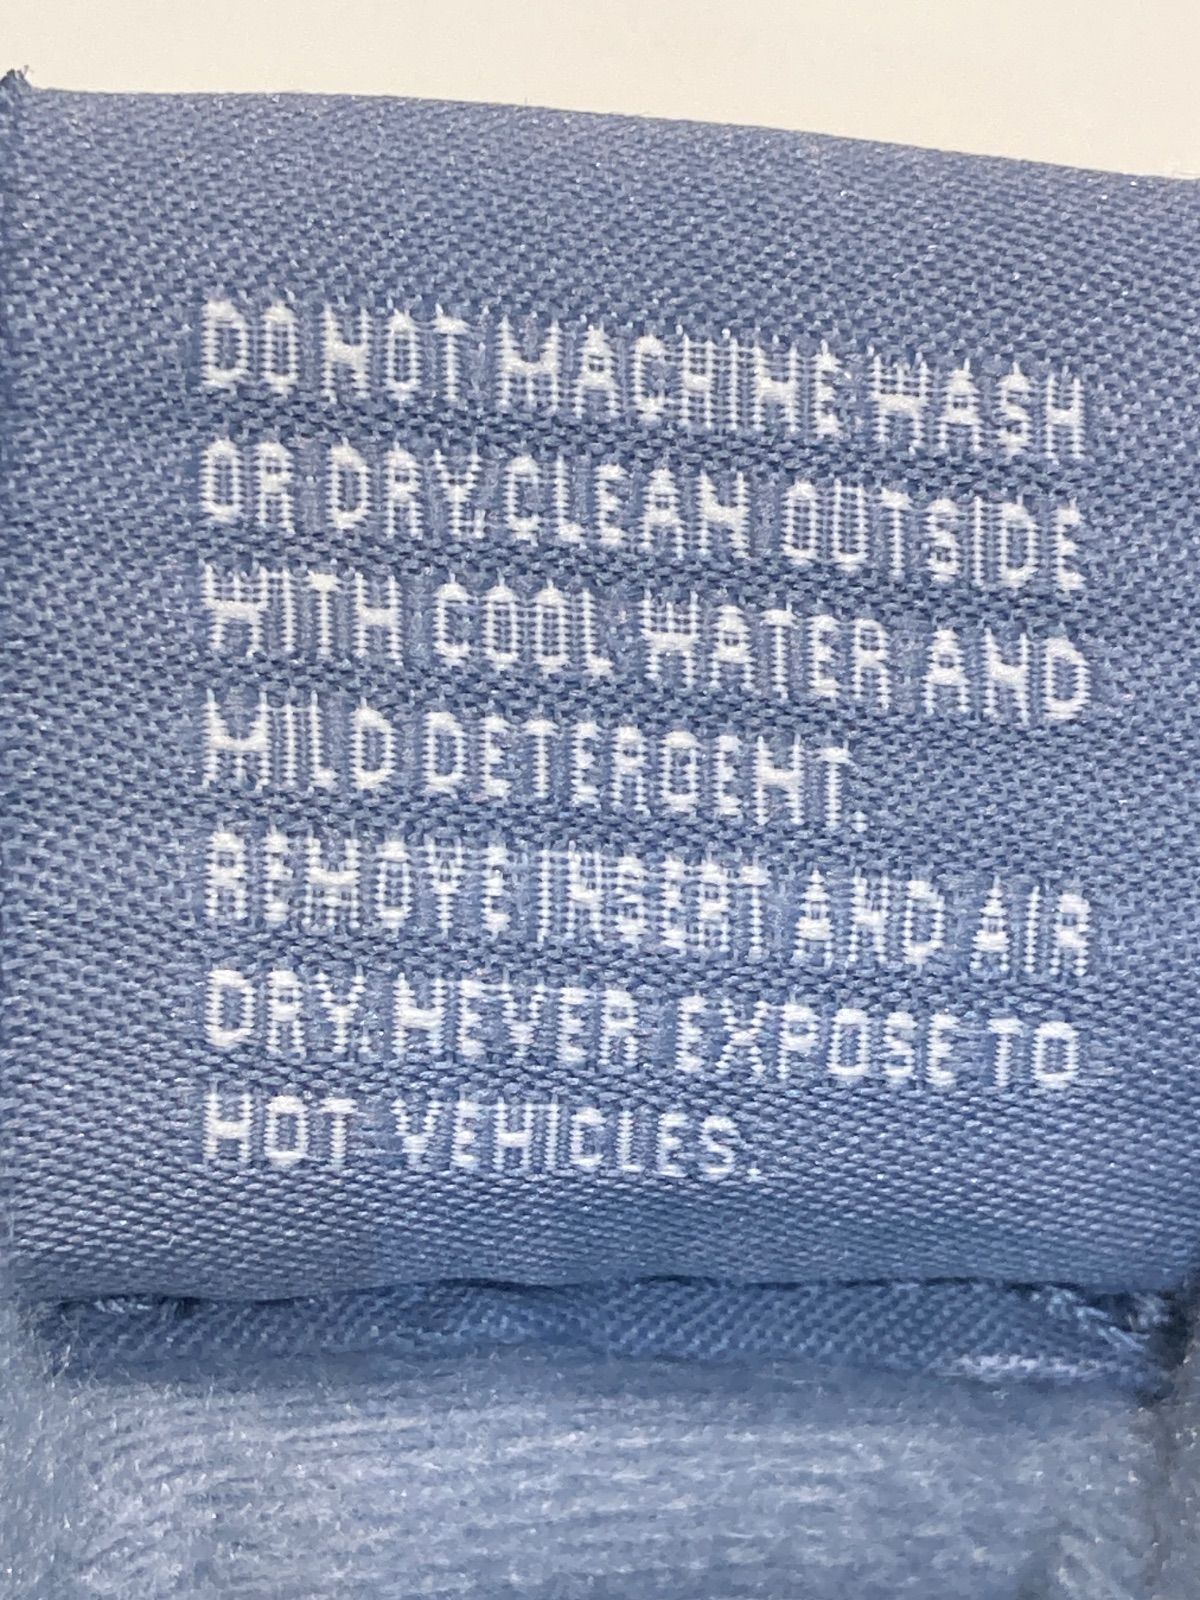 DO NOT MACHINE WASH
OR DRY.CLEAN OUTSIDE
WITH COOL WATER AND
MILD DETERGENT.
REMOVE INSERT AND AIR
DRY. NEVER EXPOSE TO
HOT VEHICLES.